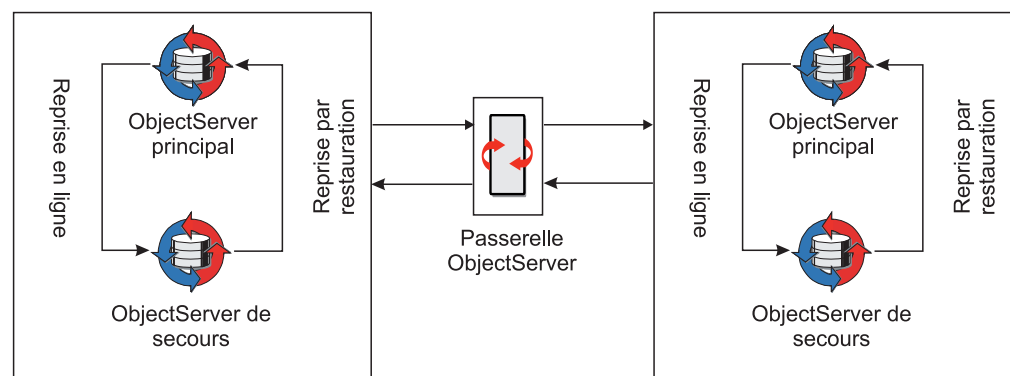 Reprise en ligne
ObjectServer
principal
Reprise par
restauration
ObjectServer de
secours
Passerelle
ObjectServer
Reprise en ligne
ObjectServer
principal
Reprise par
restauration
ObjectServer de
secours